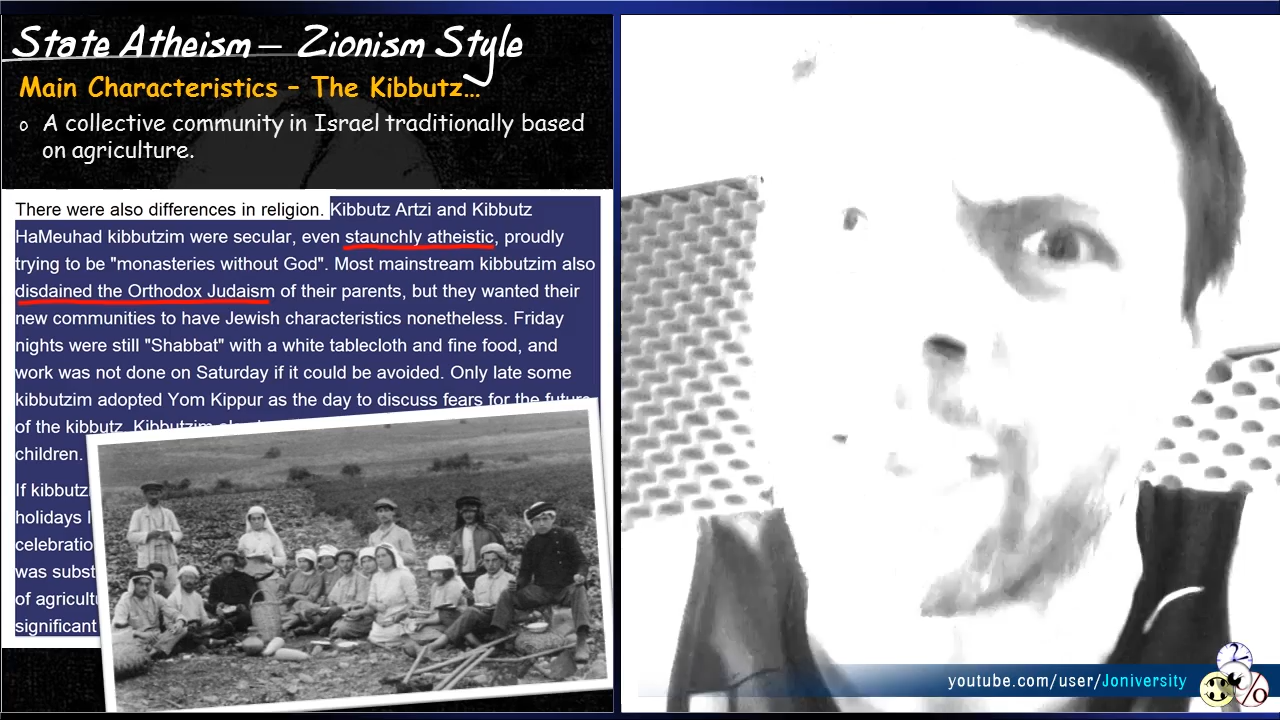 State Atheism – Zionism Style
Main Characteristics – The Kibbutz...
o A collective community in Israel traditionally based
on agriculture.
There were also differences in religion. Kibbutz Artzi and Kibbutz
HaMeuhad kibbutzim were secular, even staunchly atheistic, proudly
trying to be "monasteries without God". Most mainstream kibbutzim also
disdained the Orthodox Judaism of their parents, but they wanted their
new communities to have Jewish characteristics nonetheless. Friday
nights were still "Shabbat" with a white tablecloth and fine food, and
work was not done on Saturday if it could be avoided. Only late some
kibbutzim adopted Yom Kippur as the day to discuss fears for the future
of the kibbutz. Kibbutzim
children.
If
holidays
was
of
significant
youtube.com/user/Joniversity